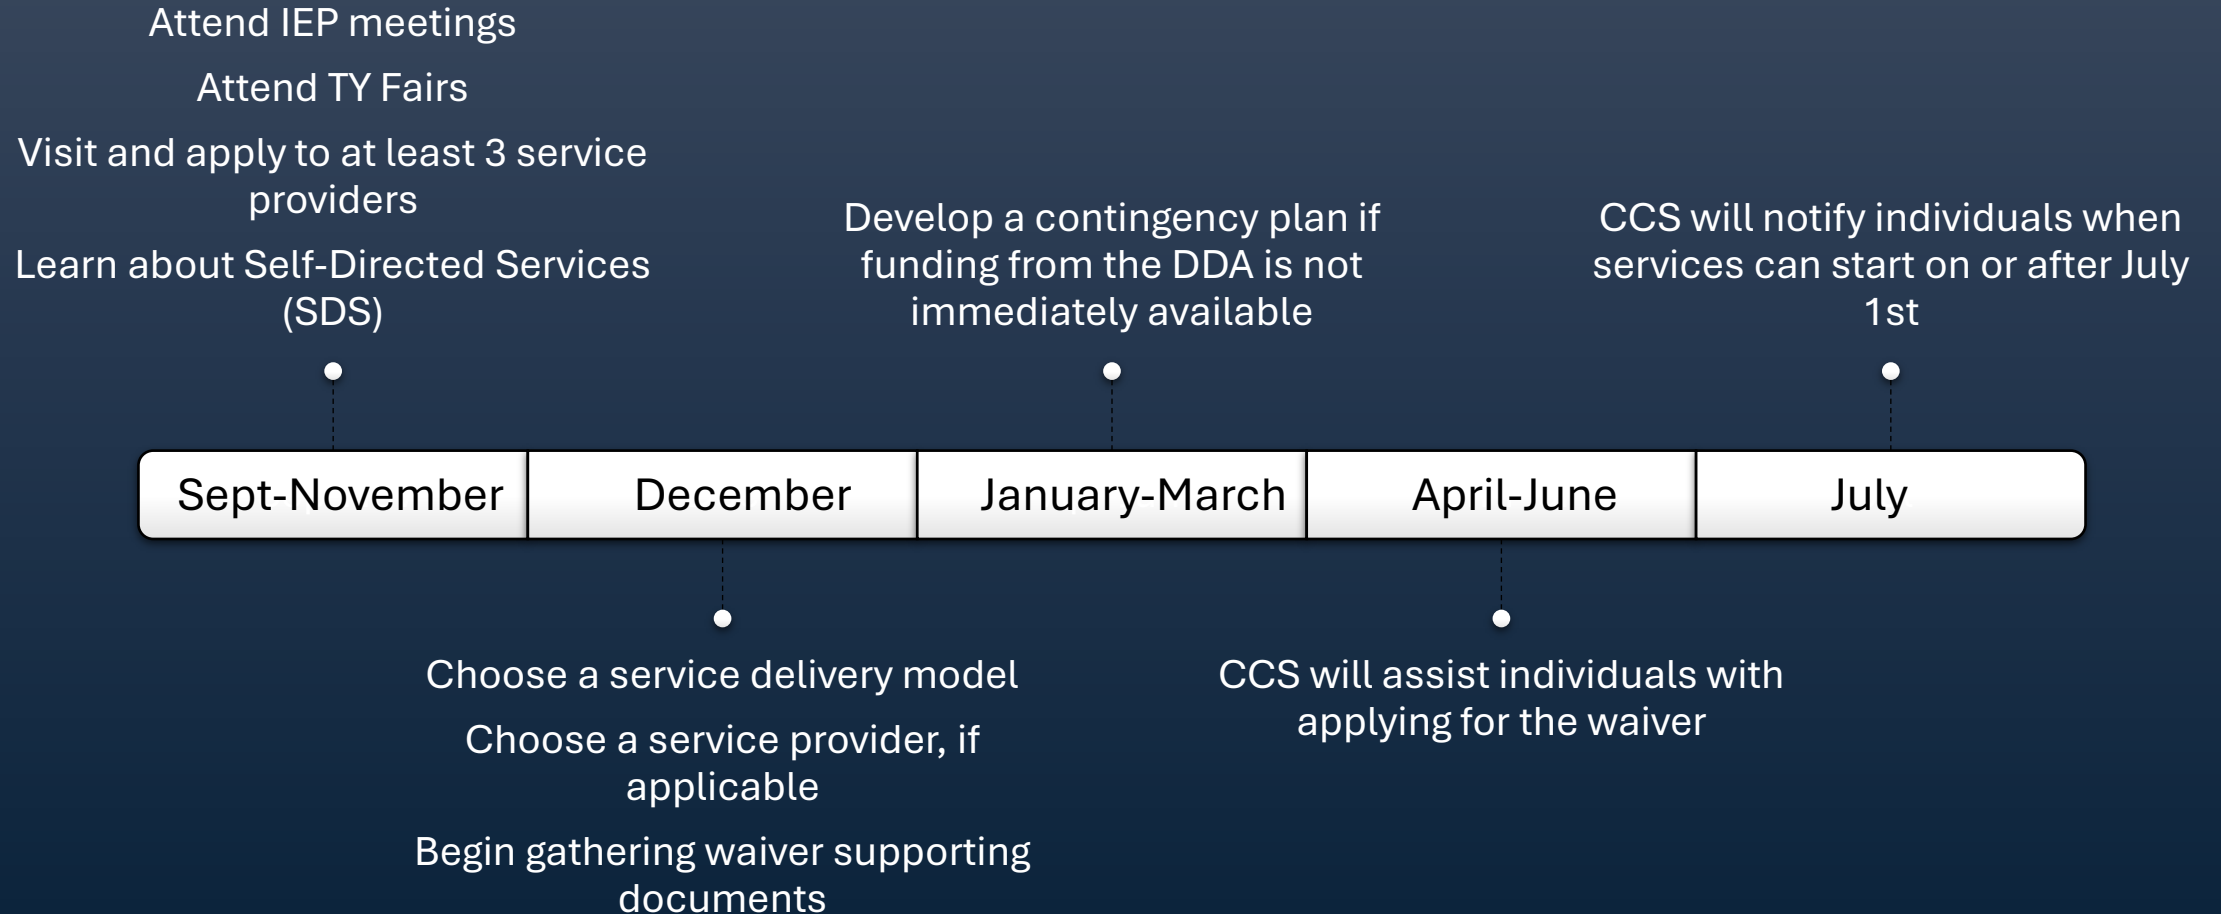 Attend IEP meetings
Attend TY Fairs
Visit and apply to at least 3 service
providers
Learn about Self-Directed Services
(SDS)
Develop a contingency plan if
funding from the DDA is not
immediately available
CCS will notify individuals when
services can start on or after July
1st
Sept-November
December
January-March
April-June
July
Choose a service delivery model
Choose a service provider, if
applicable
Begin gathering waiver supporting
documents
CCS will assist individuals with
applying for the waiver